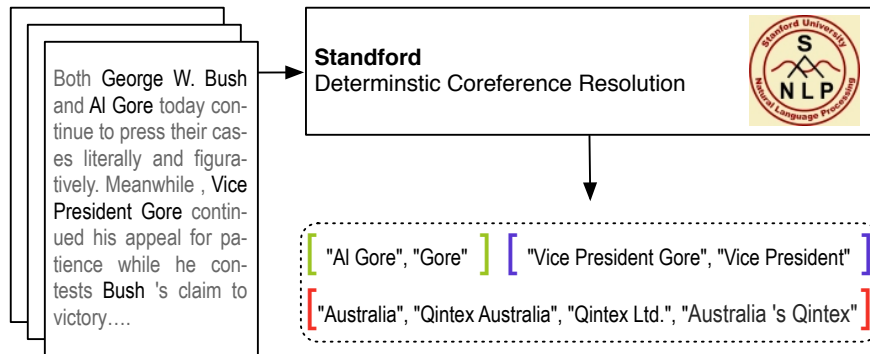 Both George W. Bush
and Al Gore today con-
tinue to press their cas-
es literally and figura-
tively. Meanwhile , Vice
President Gore contin-
ued his appeal for pa-
tience while he con-
tests Bush 's claim to
victory....
Standford
Determinstic Coreference Resolution
Stanford University
S
NLP
Natural Language Processing
[ "Al Gore", "Gore" ] [ "Vice President Gore", "Vice President" ]
[ "Australia", "Qintex Australia", "Qintex Ltd.", "Australia 's Qintex" ]